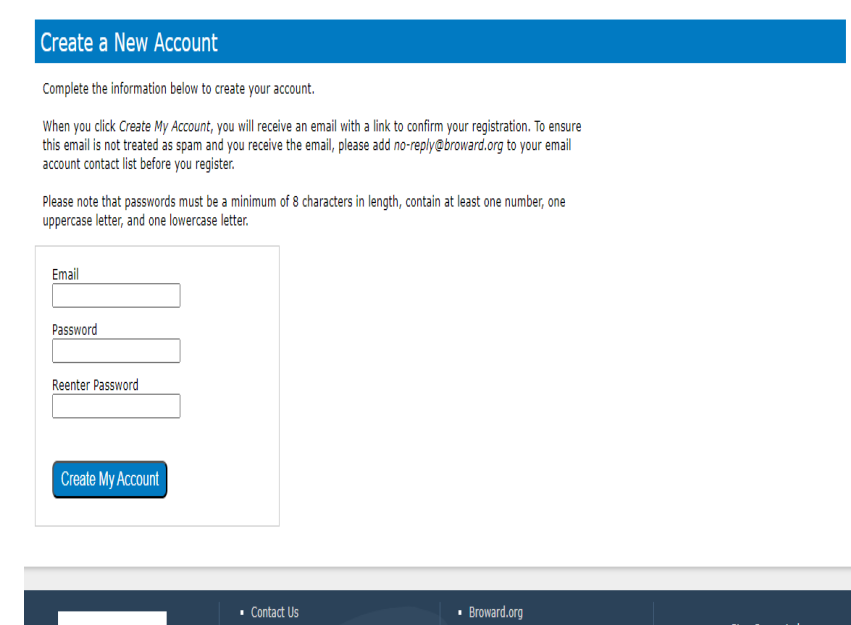 Create a New Account
Complete the information below to create your account.
When you click Create My Account, you will receive an email with a link to confirm your registration. To ensure
this email is not treated as spam and you receive the email, please add no-reply@broward.org to your email
account contact list before you register.
Please note that passwords must be a minimum of 8 characters in length, contain at least one number, one
uppercase letter, and one lowercase letter.
Email
Password
Reenter Password
Create My Account
Contact Us
Broward.org